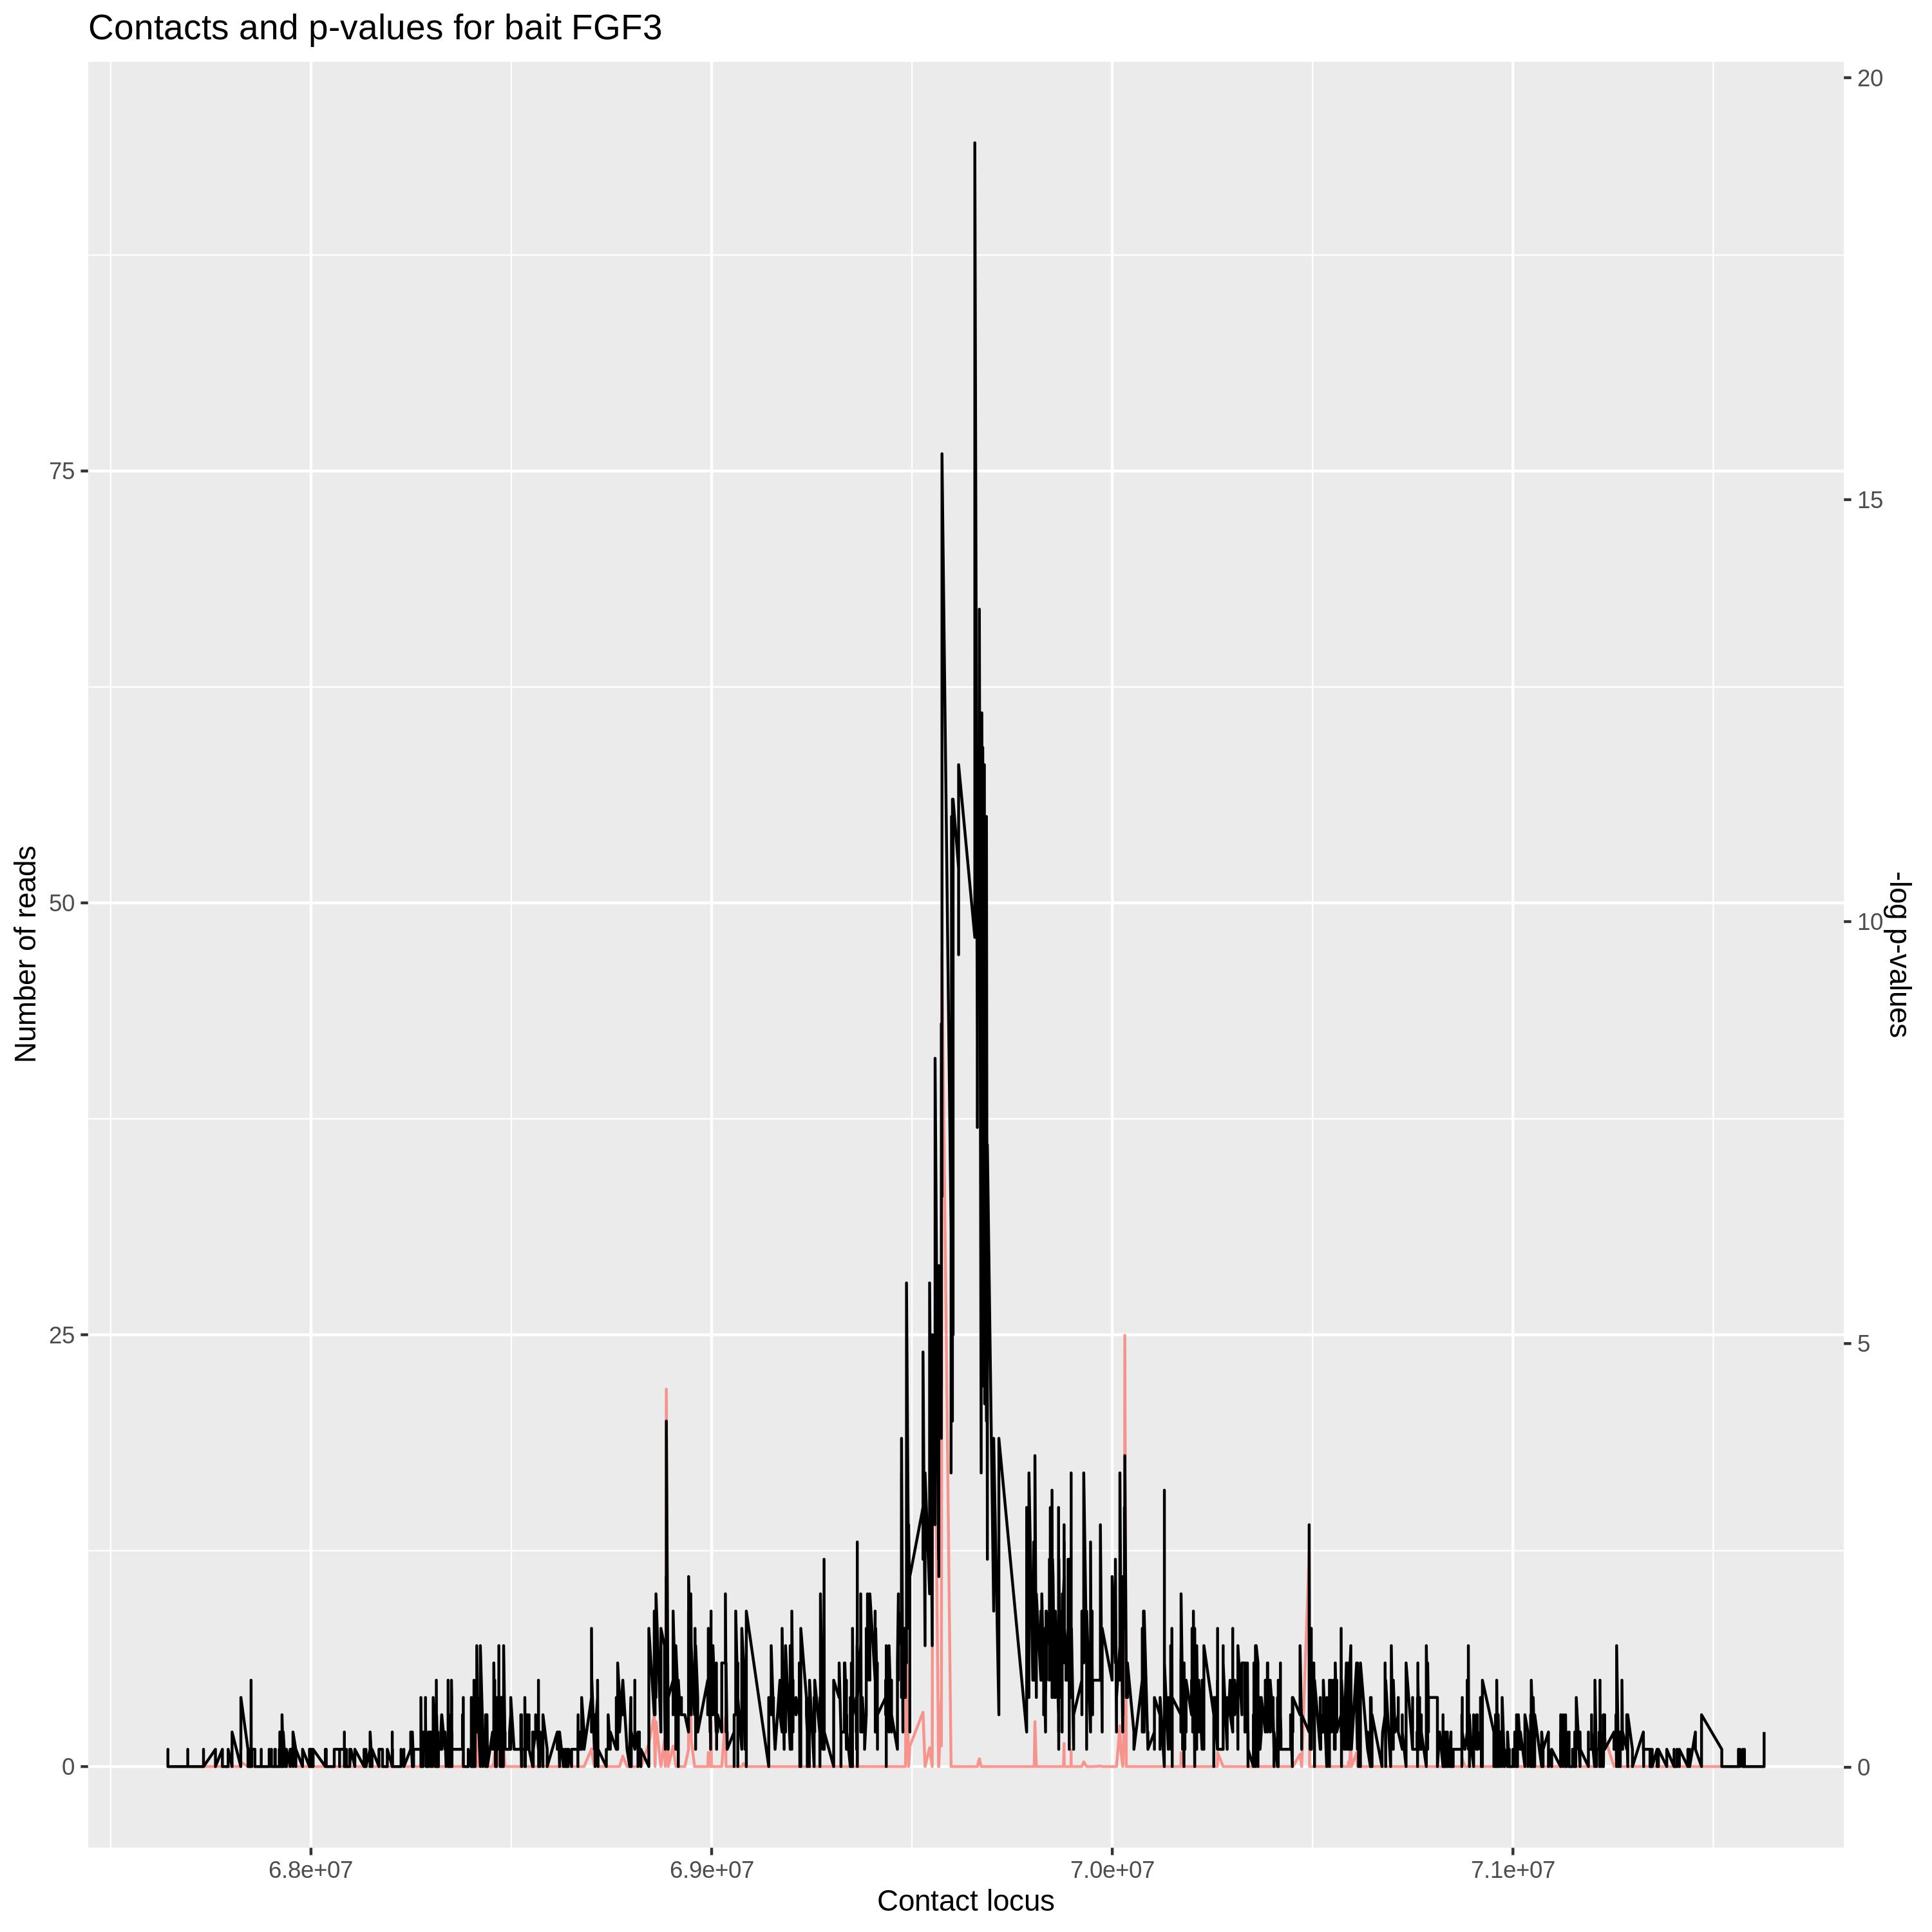 Contacts and p-values for bait FGF3
Number of reads
75
50
25
0
20
15
10
5
0
-log p-values
6.8e+07
6.9e+07
7.0e+07
7.1e+07
Contact locus